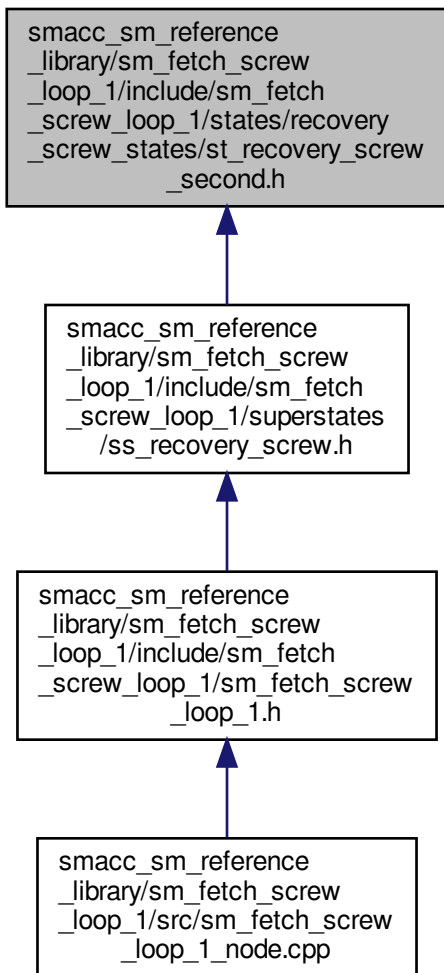 smacc_sm_reference
_library/sm_fetch_screw
_loop_1/include/sm_fetch
_screw_loop_1/states/recovery
_screw_states/st_recovery_screw
_second.h
smacc_sm_reference
_library/sm_fetch_screw
_loop_1/include/sm_fetch
_screw_loop_1/superstates
/ss_recovery_screw.h
smacc_sm_reference
_library/sm_fetch_screw
_loop_1/include/sm_fetch
_screw_loop_1/sm_fetch_screw
_loop_1.h
smacc_sm_reference
_library/sm_fetch_screw
_loop_1/src/sm_fetch_screw
_loop_1_node.cpp